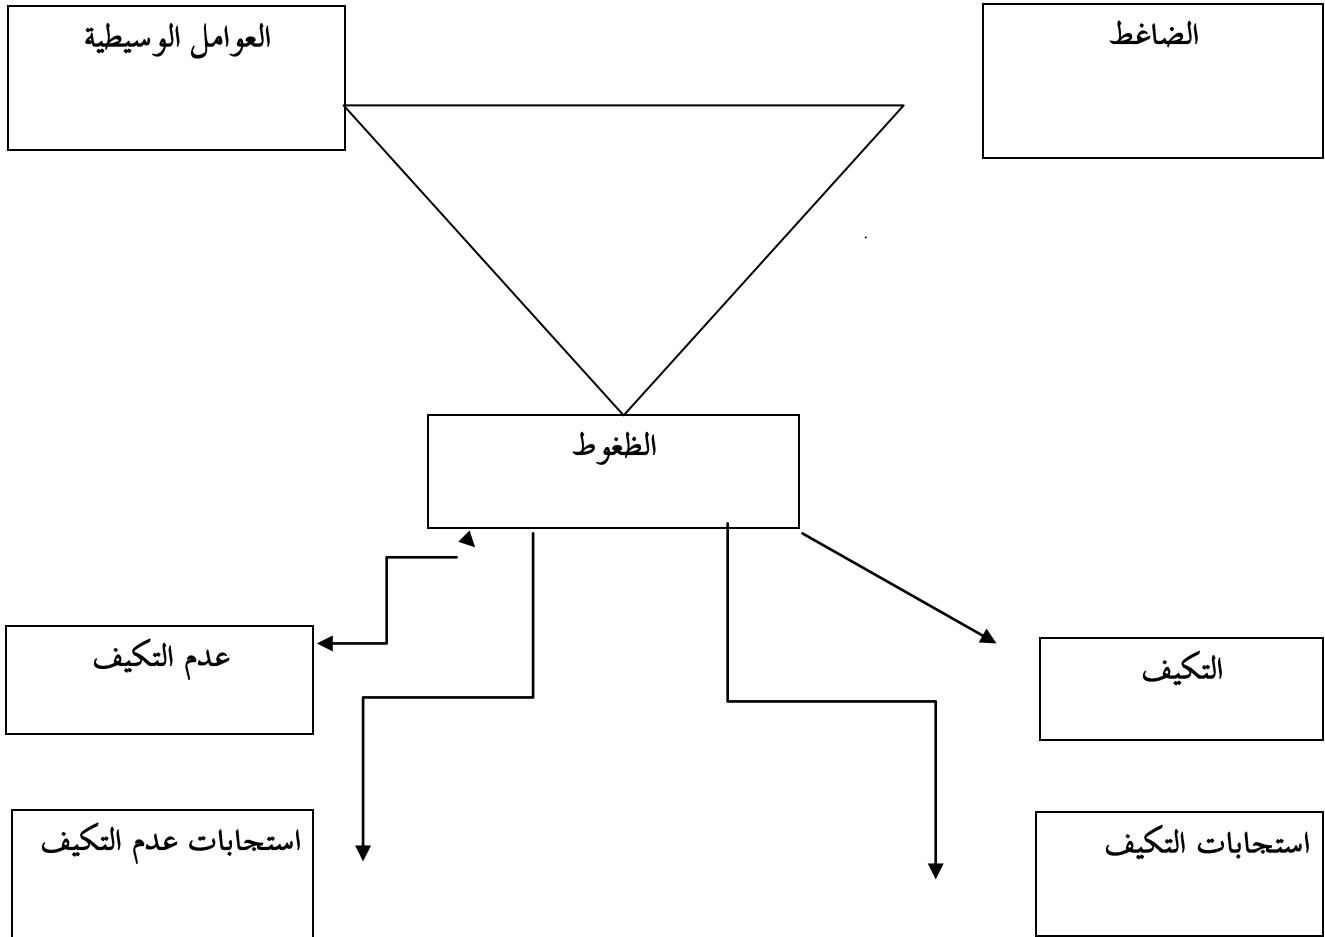 الضاغط
العوامل الوسيطية
الظغوط
التكيف
عدم التكيف
استجابات التكيف
استجابات عدم التكيف